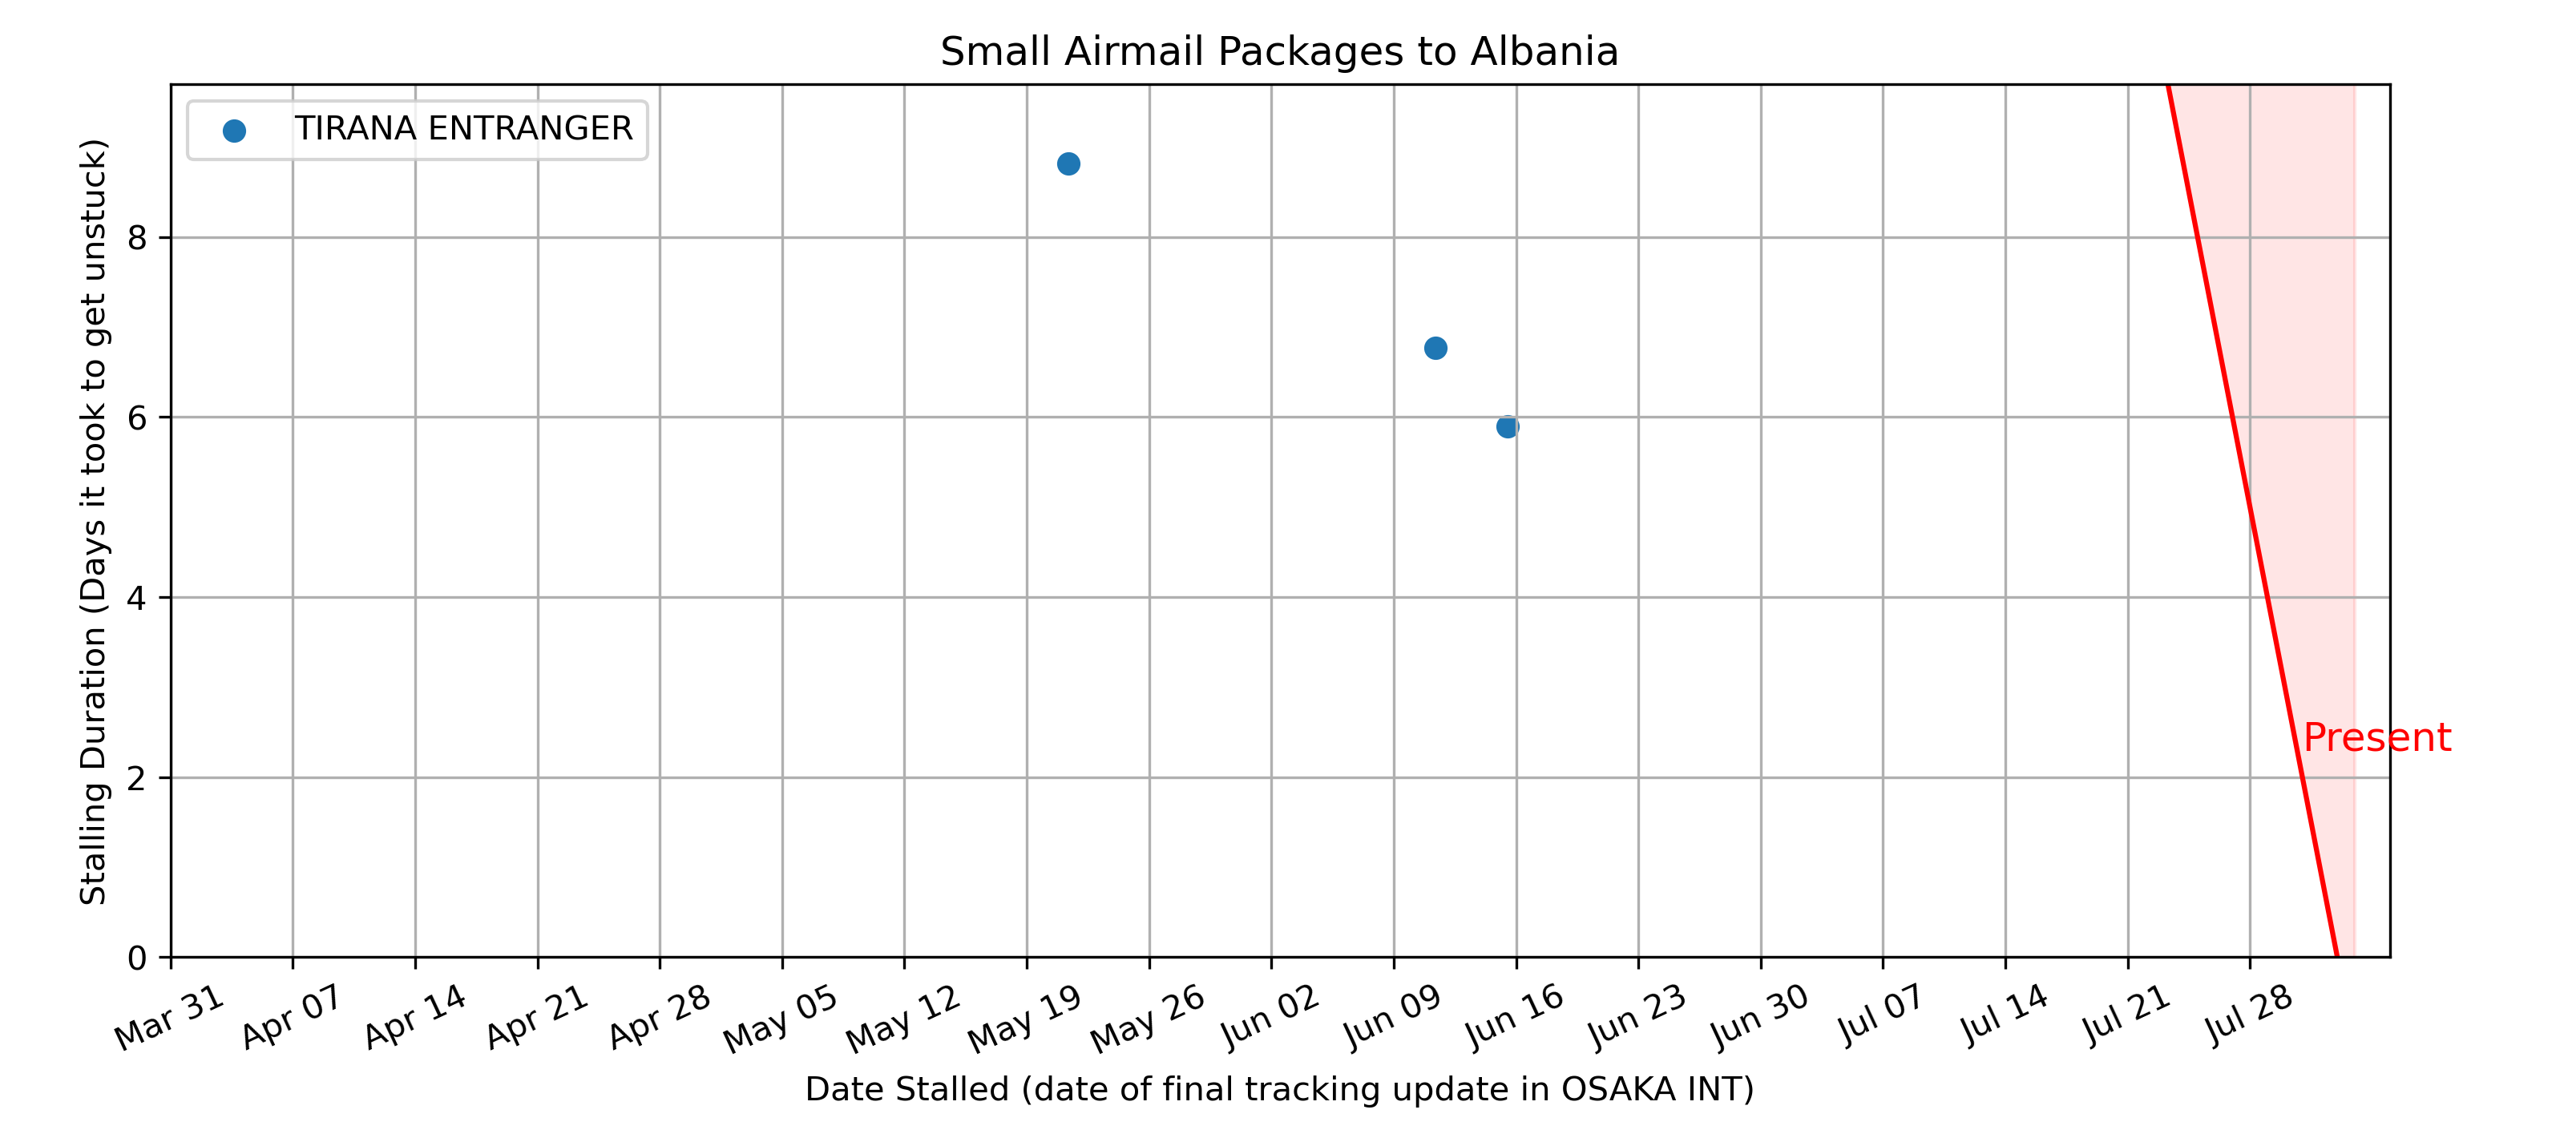 Small Airmail Packages to Albania
TIRANA ENTRANGER
Stalling Duration (Days it took to get unstuck)
8
6
4
2
0
Present
Mar 31
Apr 07
Apr 14
Apr 21
Apr 28
May 05
May 12
May 19
May 26
Jun 02
Jun 09
Jun 16
Jun 23
Jun 30
Jul 07
Jul 14
Jul 21
Jul 28
Date Stalled (date of final tracking update in OSAKA INT)